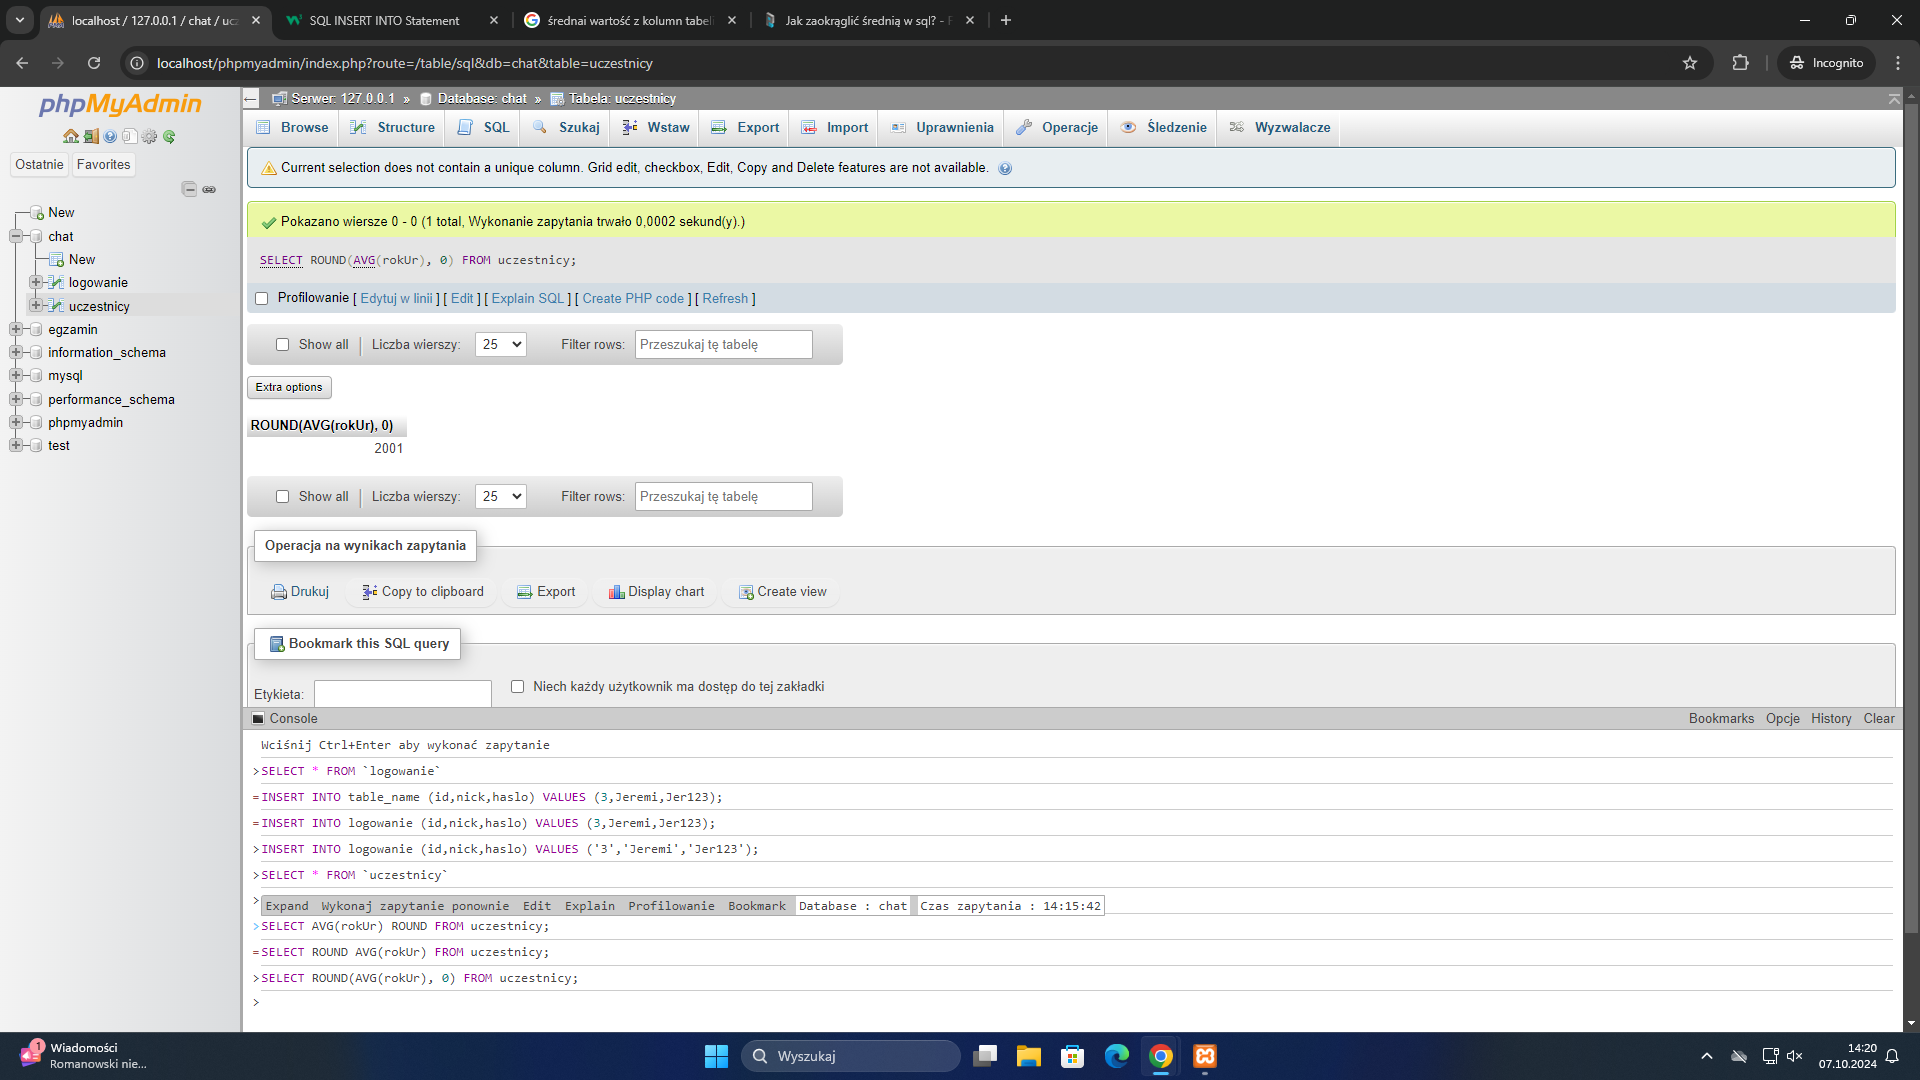 localhost / 127.0.0.1 / chat / ucz
SQL INSERT INTO Statement
średnai wartość z kolumn tabeli
Jak zaokrąglić średnią w sql? - F
localhost/phpmyadmin/index.php?route=/table/sql&db=chat&table=uczestnicy
Incognito
phpMyAdmin
Ostatnie Favorites
New
chat
New
logowanie
uczestnicy
egzamin
information_schema
mysql
performance_schema
phpmyadmin
test
Serwer: 127.0.0.1 » Database: chat » Tabela: uczestnicy
Browse Structure SQL Szukaj Wstaw Export Import Uprawnienia Operacje Śledzenie Wyzwalacze
Current selection does not contain a unique column. Grid edit, checkbox, Edit, Copy and Delete features are not available.
Pokazano wiersze 0 - 0 (1 total, Wykonanie zapytania trwało 0,0002 sekund(y).)
SELECT ROUND(AVG(rokUr), 0) FROM uczestnicy;
Profilowanie [ Edytuj w linii ] [ Edit ] [ Explain SQL ] [ Create PHP code ] [ Refresh ]
Show all Liczba wierszy: 25 Filter rows: Przeszukaj tę tabelę
Extra options
ROUND(AVG(rokUr), 0)
2001
Show all Liczba wierszy: 25 Filter rows: Przeszukaj tę tabelę
Operacja na wynikach zapytania
Drukuj Copy to clipboard Export Display chart Create view
Bookmark this SQL query
Etykieta: Niech każdy użytkownik ma dostęp do tej zakładki
Console Bookmarks Opcje History Clear
Wciśnij Ctrl+Enter aby wykonać zapytanie
>SELECT * FROM `logowanie`
=INSERT INTO table_name (id,nick,haslo) VALUES (3,Jeremi,Jer123);
=INSERT INTO logowanie (id,nick,haslo) VALUES (3,Jeremi,Jer123);
>INSERT INTO logowanie (id,nick,haslo) VALUES ('3','Jeremi','Jer123');
>SELECT * FROM `uczestnicy`
> Expand Wykonaj zapytanie ponownie Edit Explain Profilowanie Bookmark Database : chat Czas zapytania : 14:15:42
>SELECT AVG(rokUr) ROUND FROM uczestnicy;
=SELECT ROUND AVG(rokUr) FROM uczestnicy;
>SELECT ROUND(AVG(rokUr), 0) FROM uczestnicy;
>
1
Wiadomości
Romanowski nie...
Wyszukaj
14:20
07.10.2024